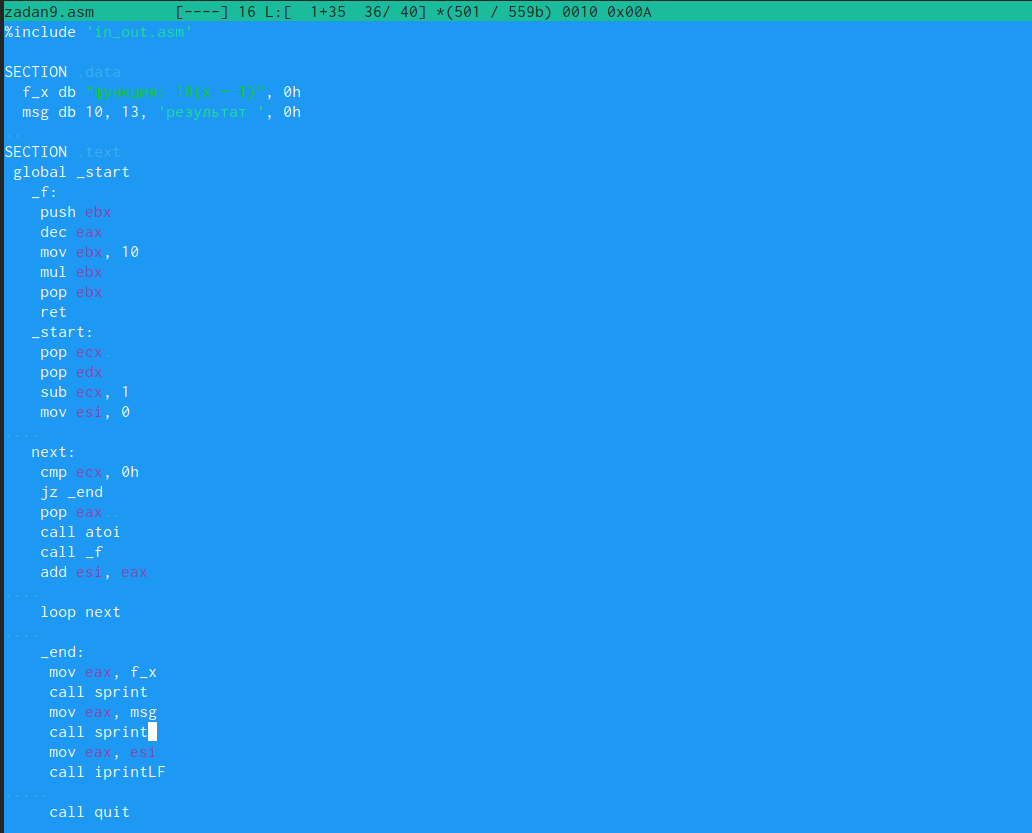 zadan9.asm [----] 16 L:[ 1+35 36/ 40] *(501 / 559b) 0010 0x00A
%include 'in_out.asm'
SECTION .data
f_x db "функция: 10(x - 1)", 0h
msg db 10, 13, 'результат ', 0h
..
SECTION .text
global _start
_f:
push ebx
dec eax
mov ebx, 10
mul ebx
pop ebx
ret
_start:
pop ecx.
pop edx
sub ecx, 1
mov esi, 0
....
next:
cmp ecx, 0h
jz _end
pop eax..
call atoi
call _f
add esi, eax
....
loop next
....
_end:
mov eax, f_x
call sprint
mov eax, msg
call sprint
mov eax, esi
call iprintLF
.....
call quit